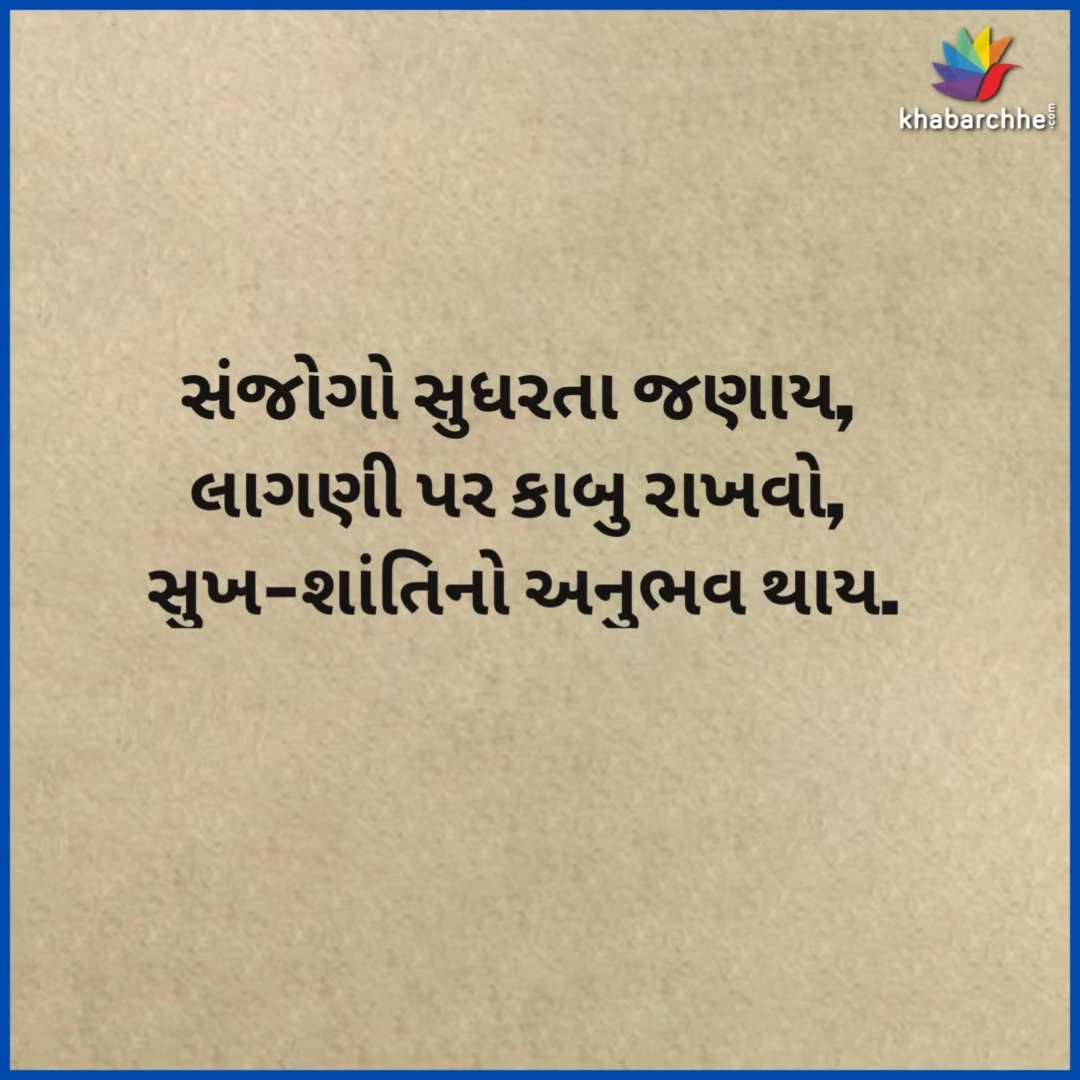 khabarchhe.com
સંજોગો સુધરતા જણાય,
લાગણી પર કાબુ રાખવો,
સુખ-શાંતિનો અનુભવ થાય.